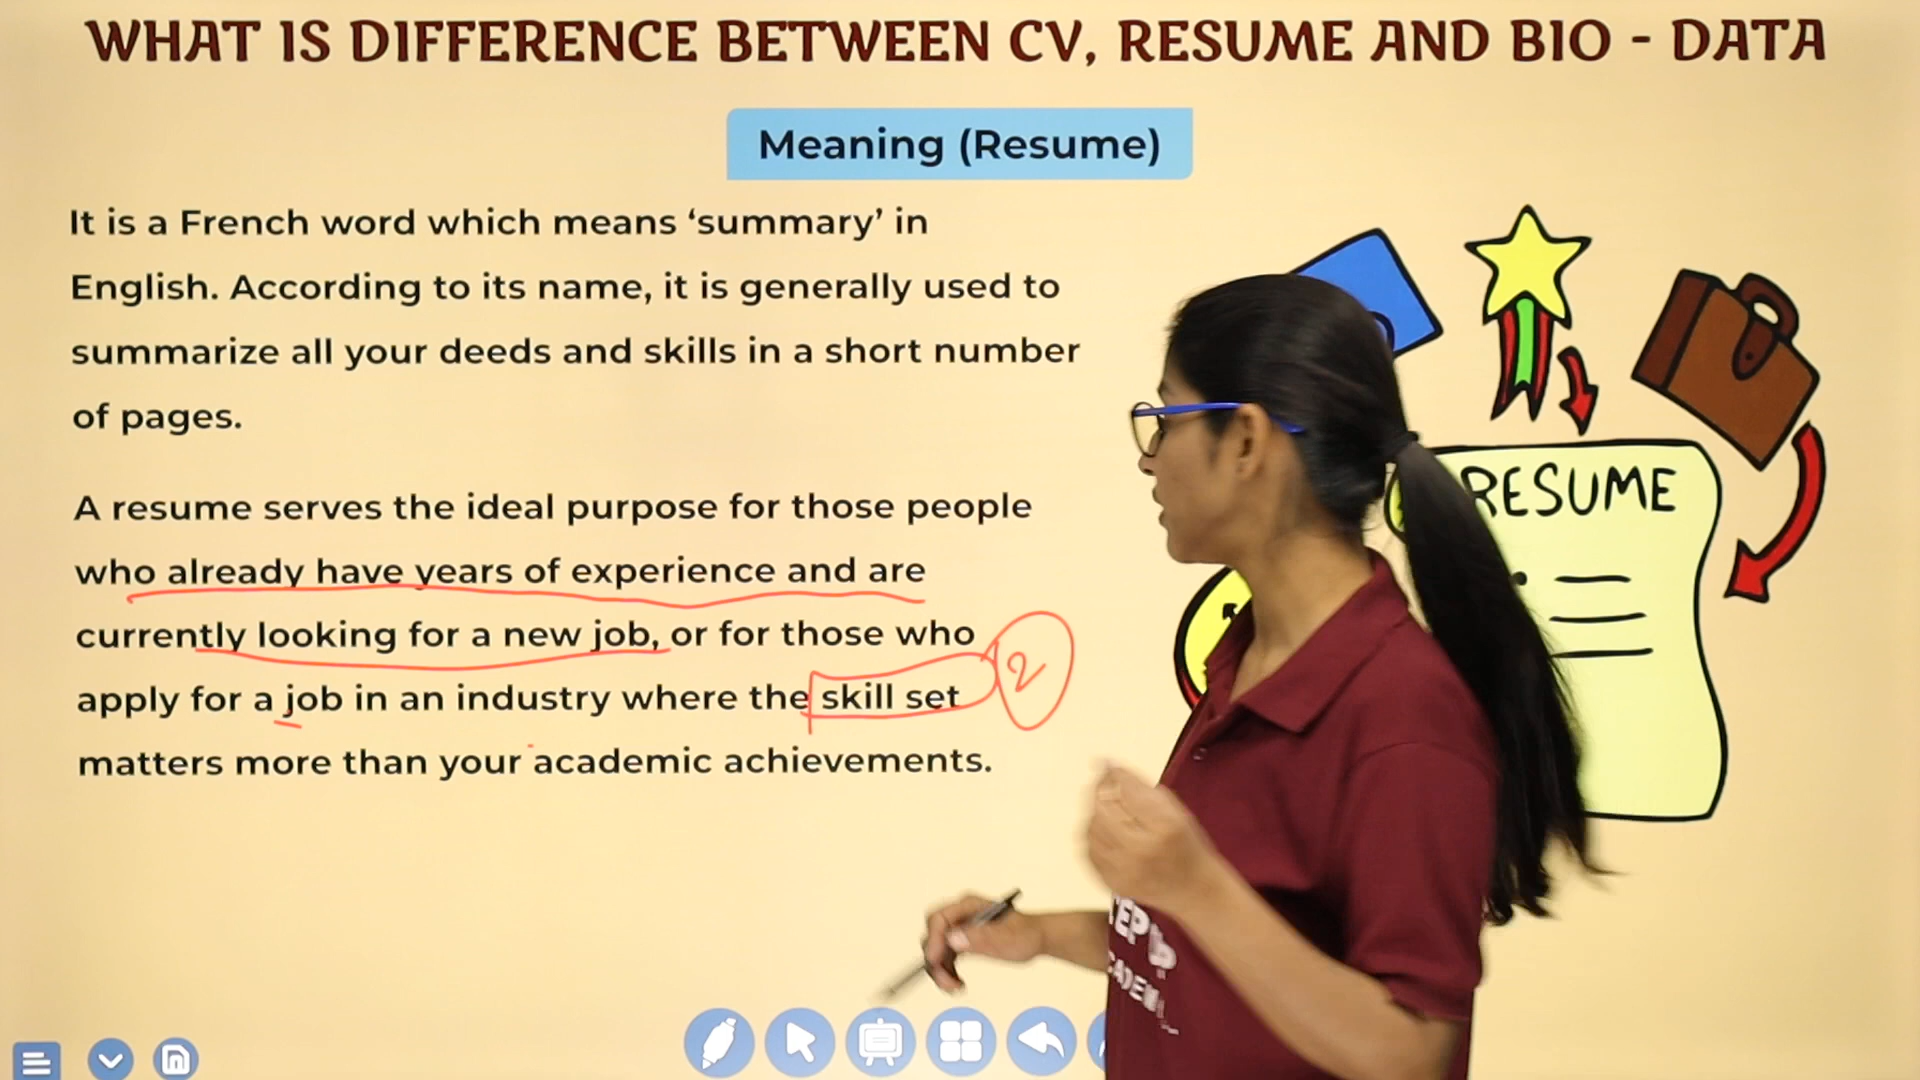 WHAT IS DIFFERENCE BETWEEN CV, RESUME AND BIO - DATA
Meaning (Resume)
It is a French word which means ‘summary’ in
English. According to its name, it is generally used to
summarize all your deeds and skills in a short number
of pages.
A resume serves the ideal purpose for those people
who already have years of experience and are
currently looking for a new job, or for those who
apply for a job in an industry where the skill set
matters more than your academic achievements.
2
RESUME